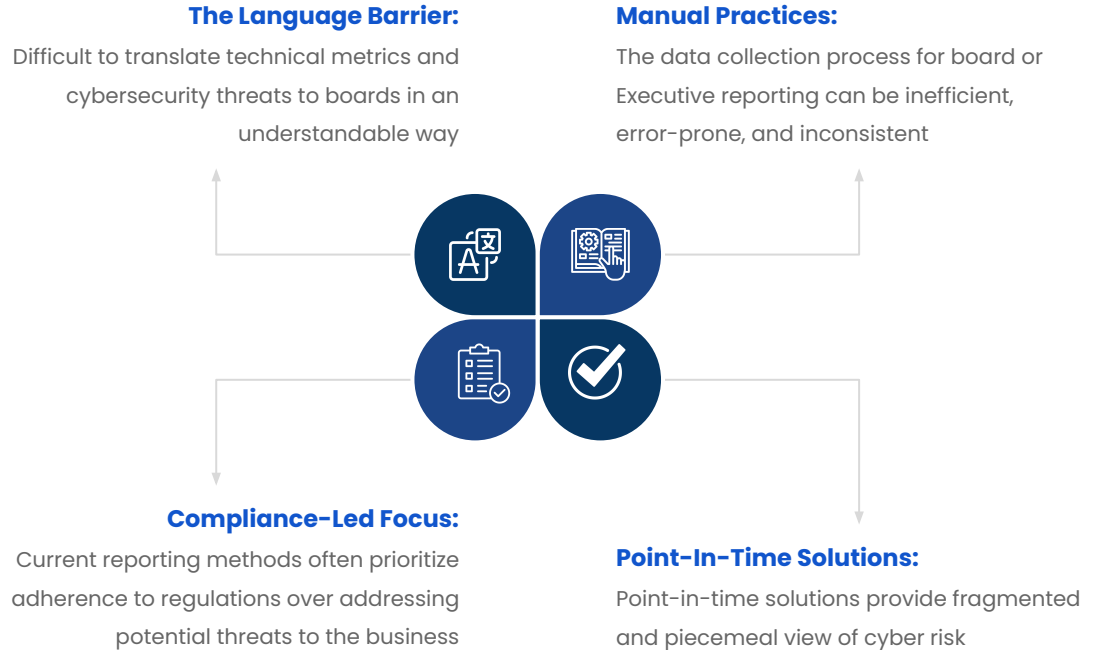 The Language Barrier:
Difficult to translate technical metrics and
cybersecurity threats to boards in an
understandable way
Manual Practices:
The data collection process for board or
Executive reporting can be inefficient,
error-prone, and inconsistent
A
文
Compliance-Led Focus:
Current reporting methods often prioritize
adherence to regulations over addressing
potential threats to the business
Point-In-Time Solutions:
Point-in-time solutions provide fragmented
and piecemeal view of cyber risk